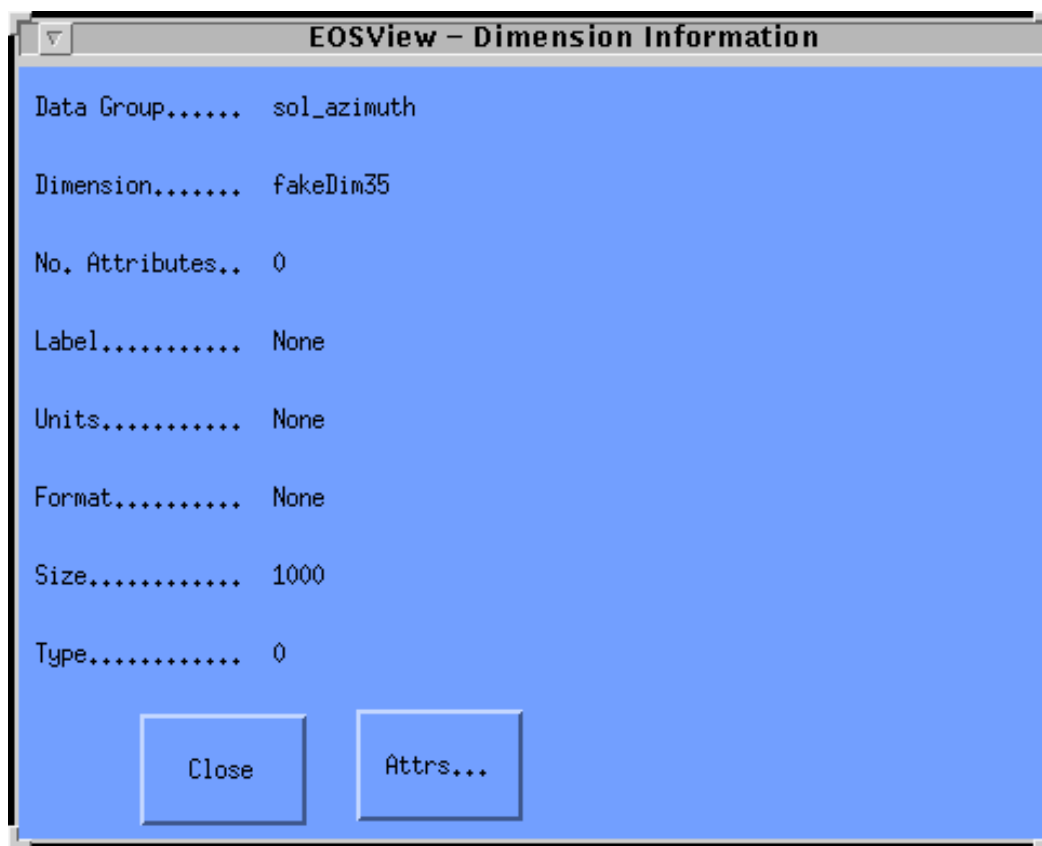 EOSView – Dimension Information
Data Group...... sol_azimuth
Dimension....... fakeDim35
No. Attributes.. 0
Label........... None
Units........... None
Format.......... None
Size............ 1000
Type............ 0
Close Attrs...